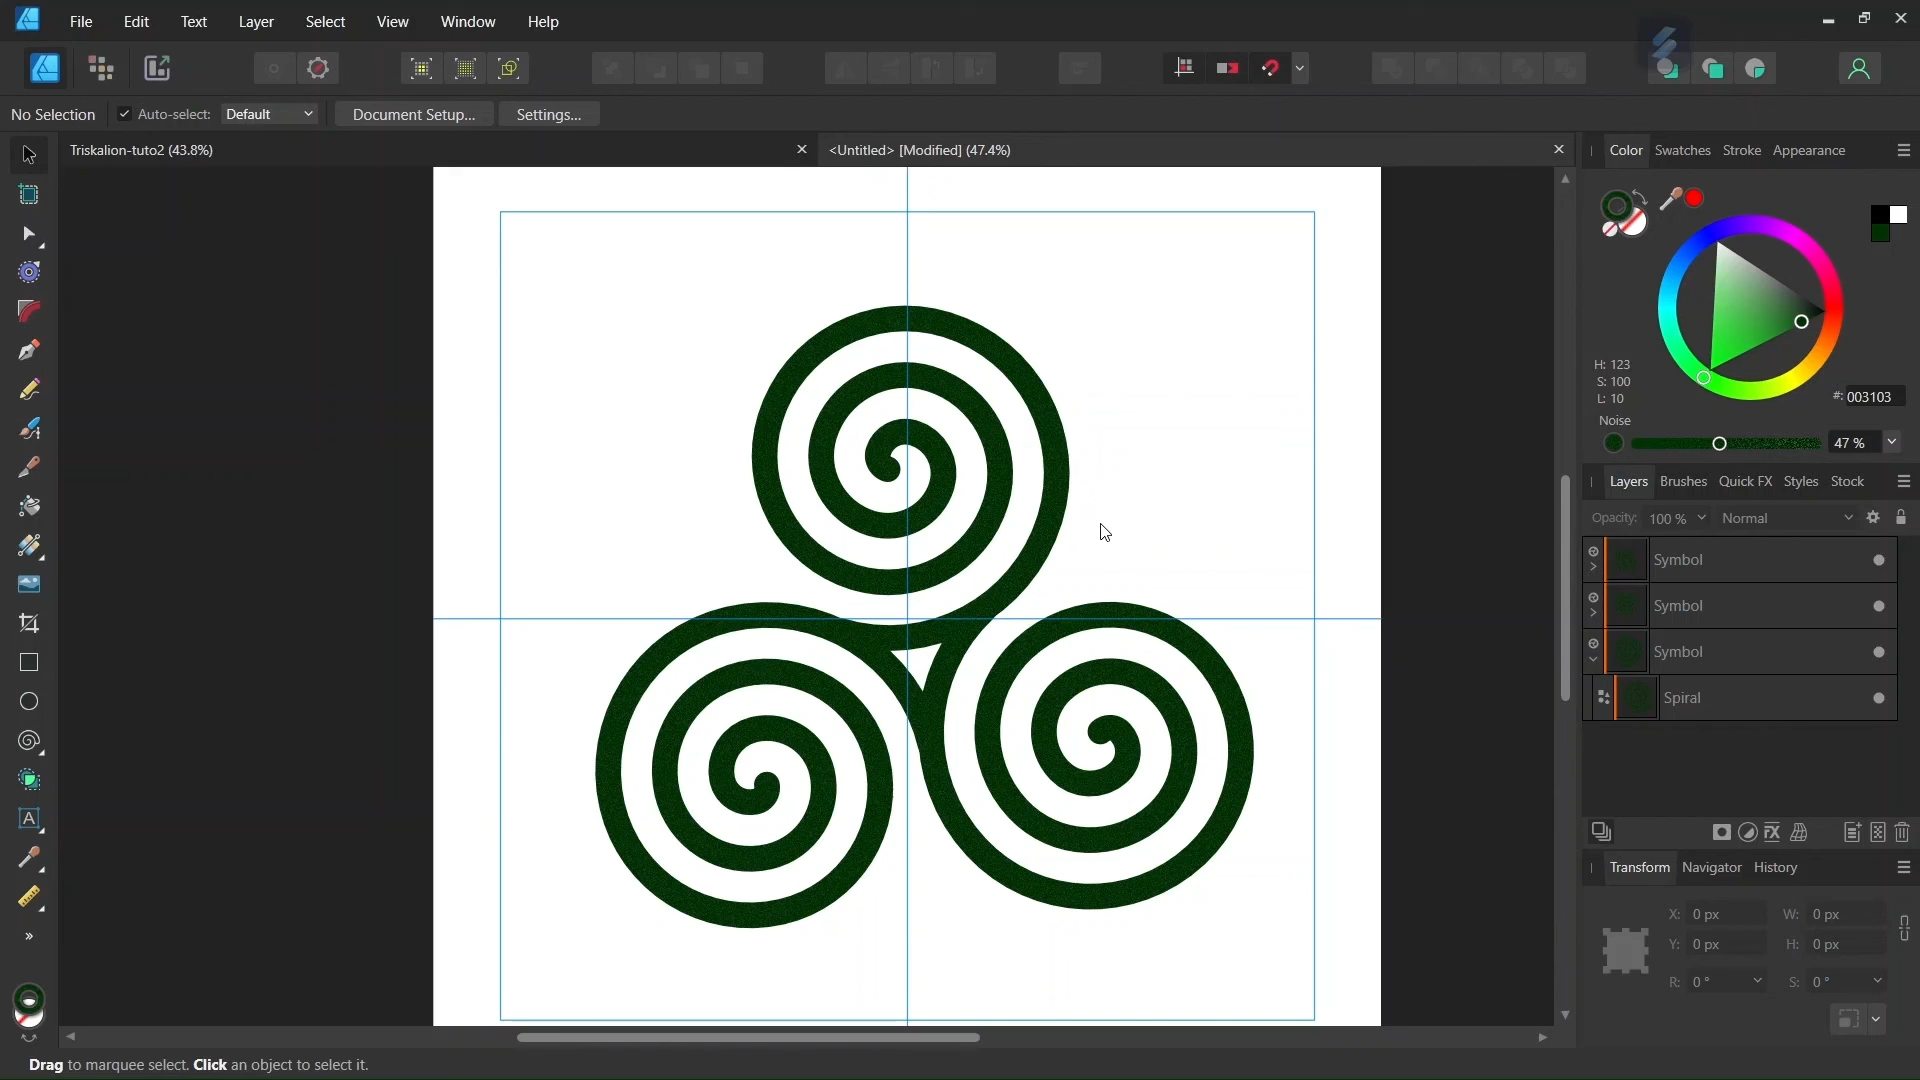 File Edit Text Layer Select View Window Help
No Selection Auto-select: Default Document Setup... Settings...
Triskalion-tuto2 (43.8%)
<Untitled> [Modified] (47.4%)
Color Swatches Stroke Appearance
H: 123
S: 100
L: 10
#: 003103
Noise
47 %
Layers Brushes Quick FX Styles Stock
Opacity: 100 % Normal
Symbol
Symbol
Symbol
Spiral
Transform Navigator History
X: 0 px W: 0 px
Y: 0 px H: 0 px
R: 0 ° S: 0 °
Drag to marquee select. Click an object to select it.